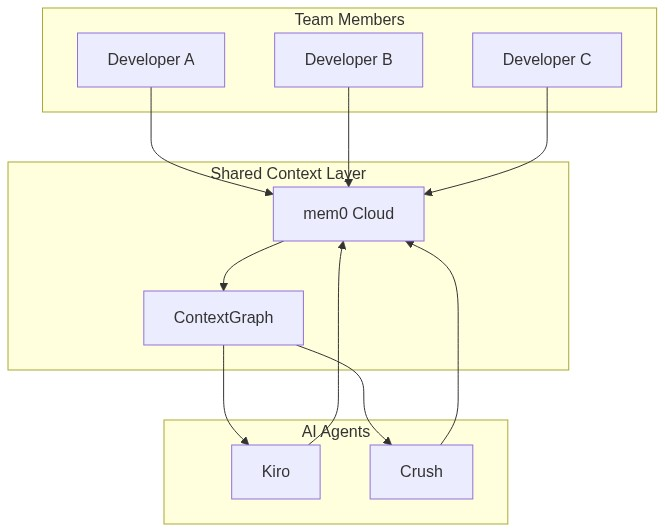 Team Members
Developer A
Developer B
Developer C
Shared Context Layer
mem0 Cloud
ContextGraph
AI Agents
Kiro
Crush